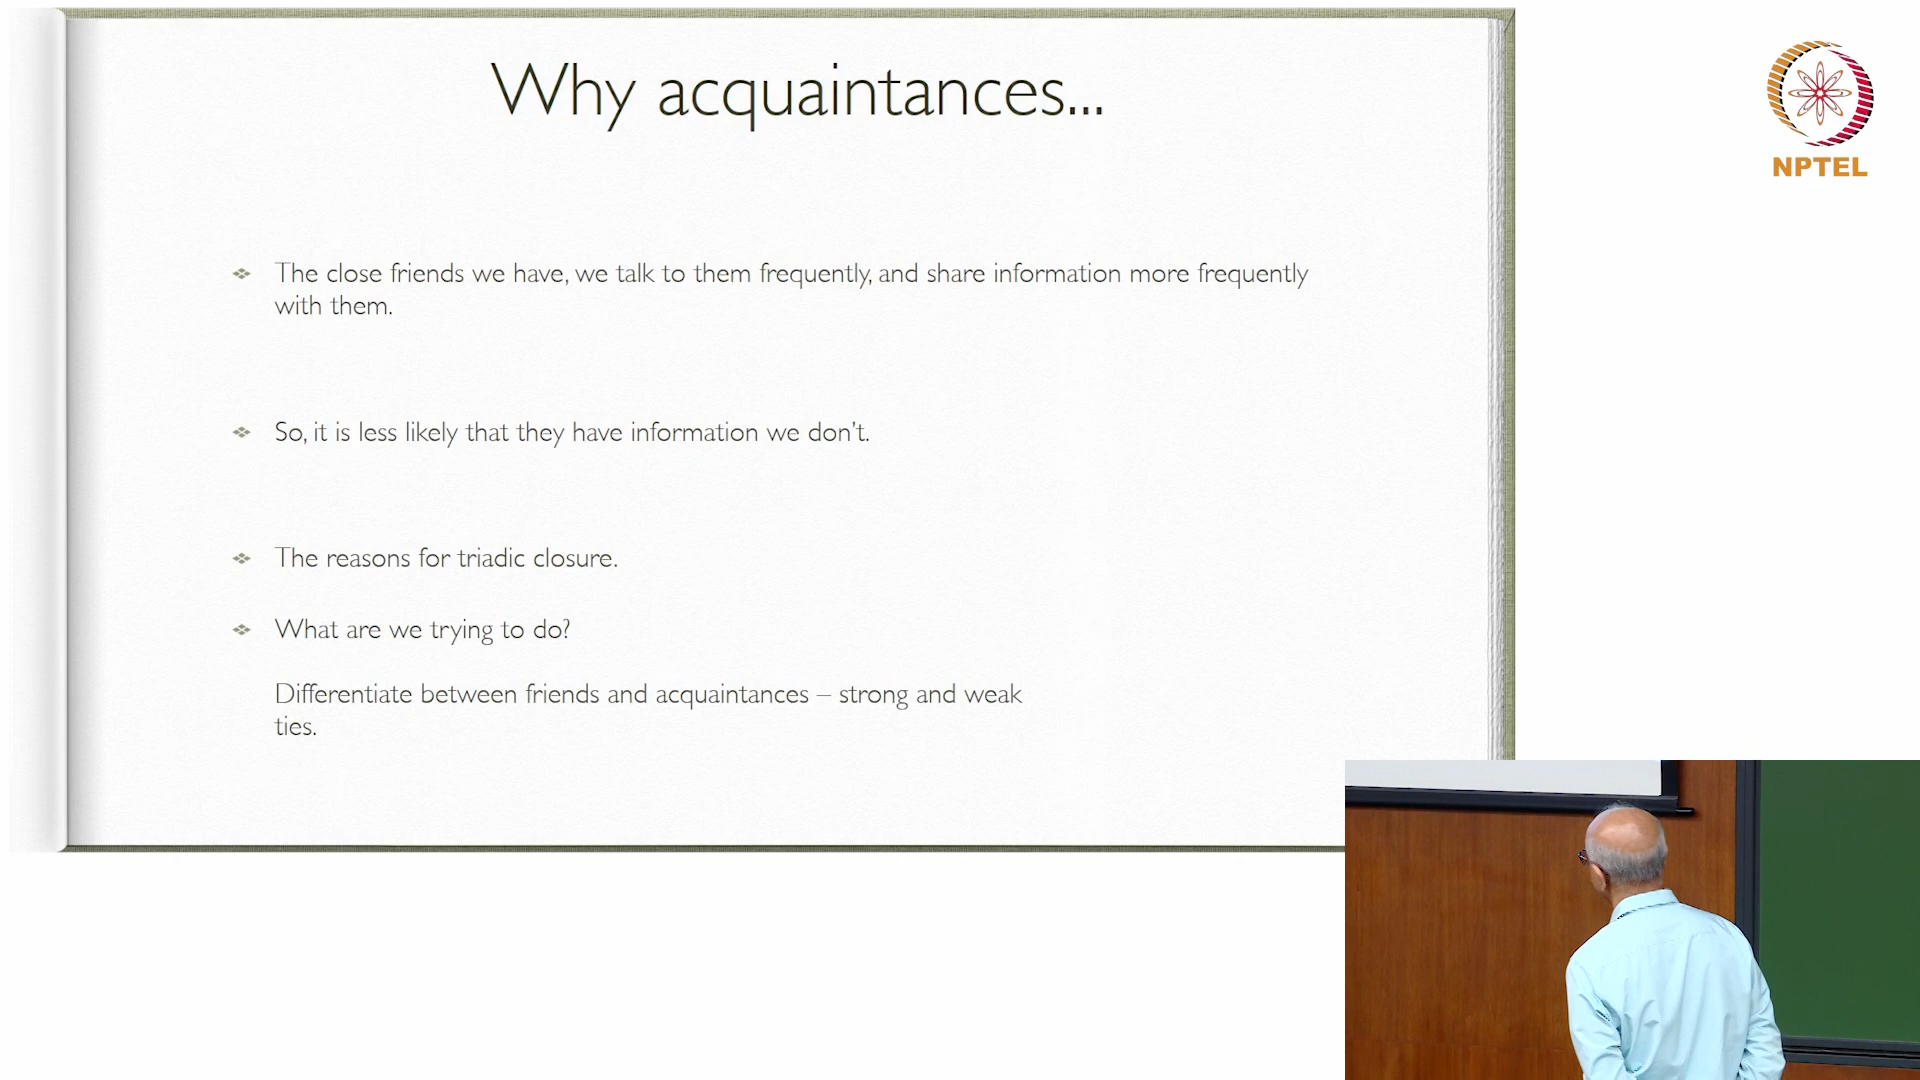 Why acquaintances...
NPTEL
The close friends we have, we talk to them frequently, and share information more frequently
with them.
So, it is less likely that they have information we don't.
The reasons for triadic closure.
What are we trying to do?
Differentiate between friends and acquaintances – strong and weak
ties.